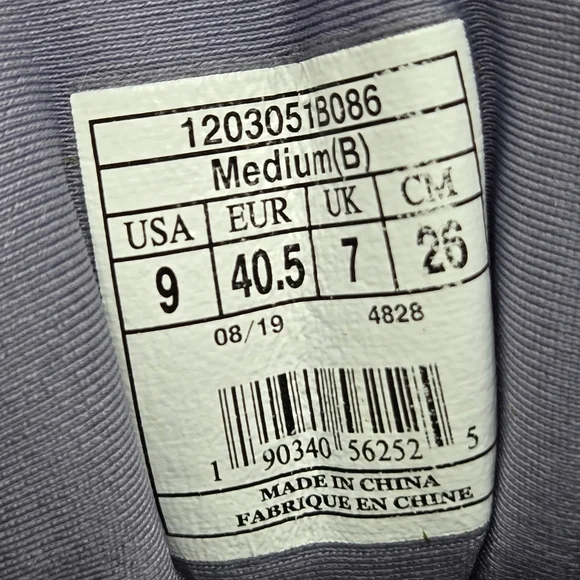 1203051B086
Medium(B)
USA EUR UK CM
9 40.5 7 26
08/19 4828
1 90340 56252 5
MADE IN CHINA
FABRIQUE EN CHINE